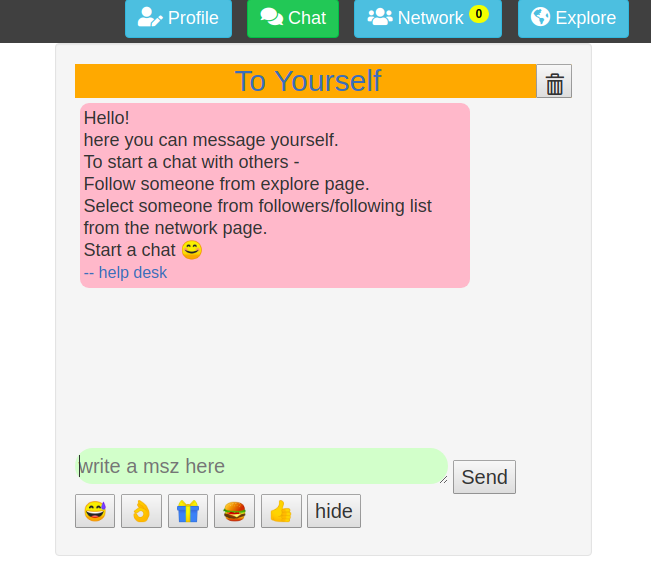 Profile Chat Network 0 Explore
To Yourself
Hello!
here you can message yourself.
To start a chat with others -
Follow someone from explore page.
Select someone from followers/following list
from the network page.
Start a chat 😊
-- help desk
write a msz here
Send
😅 👌 🎁 🍔 👍 hide